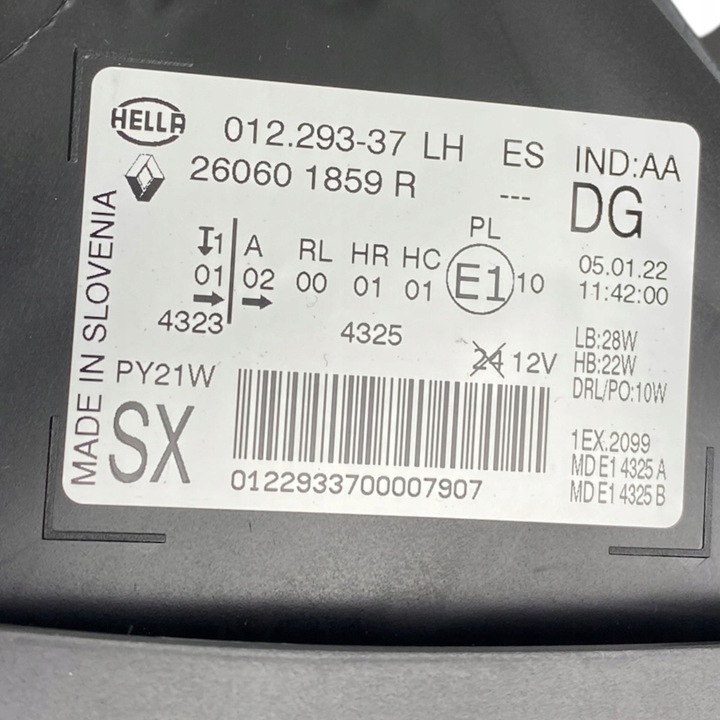 HELLA
012.293-37 LH ES IND:AA
26060 1859 R --- DG
MADE IN SLOVENIA
1 A RL HR HC PL
01 02 00 01 01 E1 10
05.01.22
11:42:00
4323 4325
24 12V
LB:28W
HB:22W
DRL/PO:10W
PY21W
SX
1EX.2099
MD E1 4325 A
MD E1 4325 B
01229933700007907